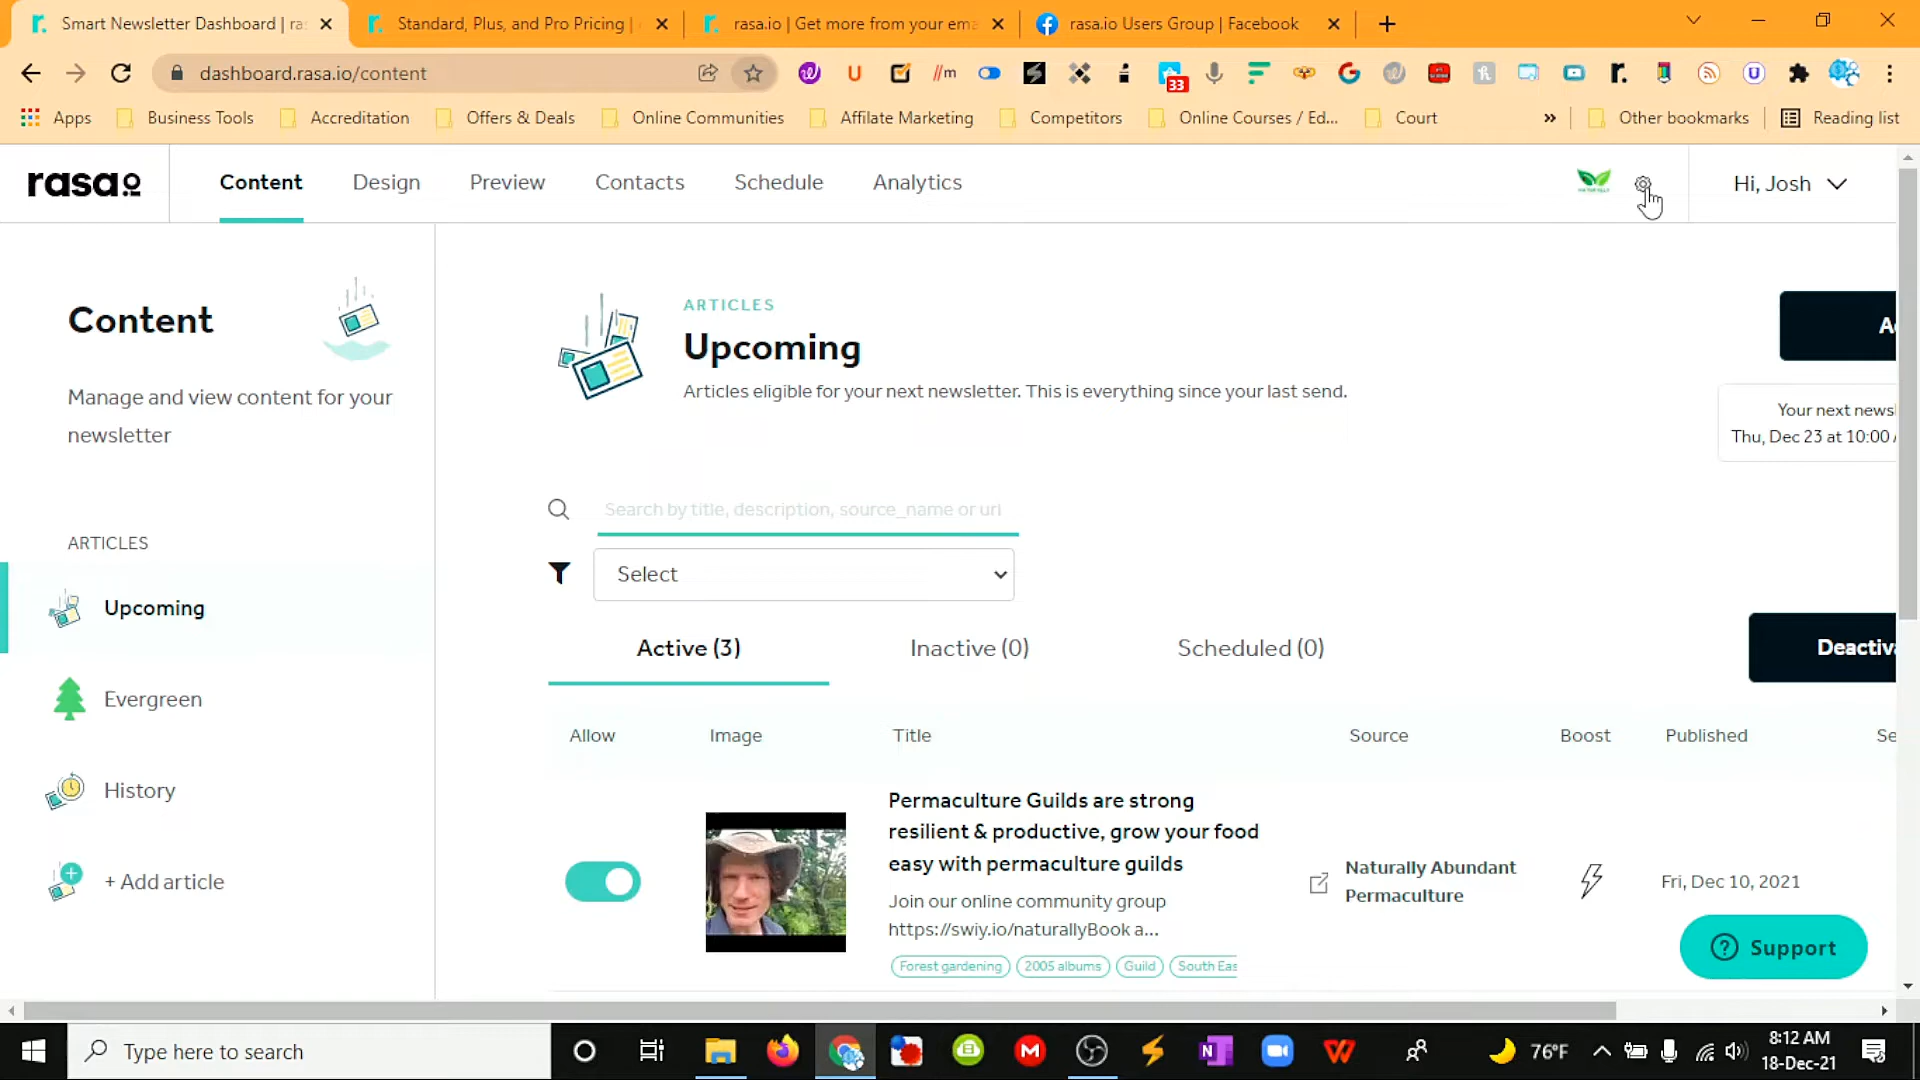 Smart Newsletter Dashboard | ra
Standard, Plus, and Pro Pricing |
rasa.io | Get more from your ema
rasa.io Users Group | Facebook
dashboard.rasa.io/content
33
Apps
Business Tools
Accreditation
Offers & Deals
Online Communities
Affilate Marketing
Competitors
Online Courses / Ed...
Court
Other bookmarks
Reading list
rasa.io
Content
Design
Preview
Contacts
Schedule
Analytics
Hi, Josh
Content
Manage and view content for your
newsletter
ARTICLES
Upcoming
Evergreen
History
+ Add article
ARTICLES
Upcoming
Articles eligible for your next newsletter. This is everything since your last send.
Your next news
Thu, Dec 23 at 10:00
Search by title, description, source_name or url
Select
Active (3)
Inactive (0)
Scheduled (0)
Deactiva
Allow
Image
Title
Source
Boost
Published
Se
Permaculture Guilds are strong
resilient & productive, grow your food
easy with permaculture guilds
Join our online community group
https://swiy.io/naturallyBook a...
Forest gardening
2005 albums
Guild
South Eas
Naturally Abundant
Permaculture
Fri, Dec 10, 2021
Support
Type here to search
76°F
8:12 AM
18-Dec-21